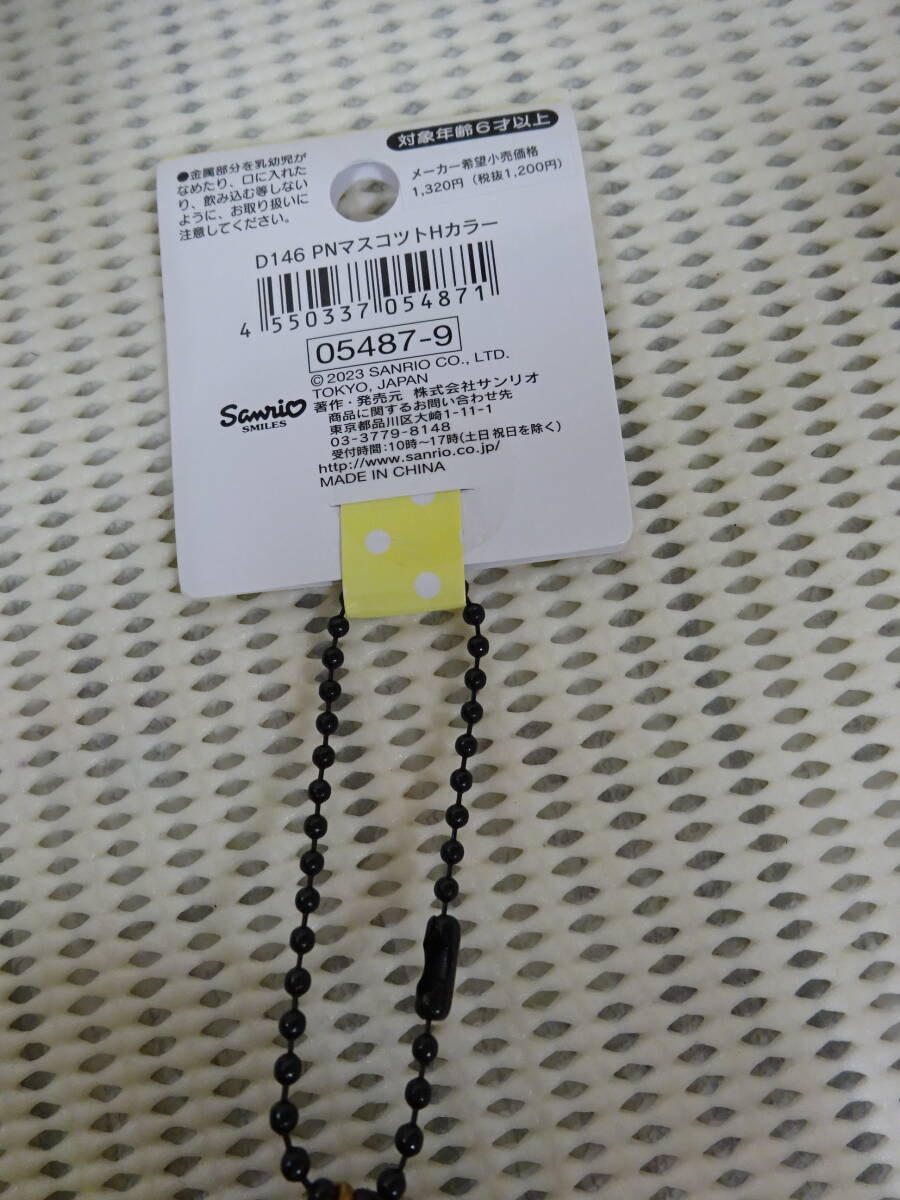 対象年齢6才以上
●金属部分を乳幼児が
なめたり、口に入れた
り、飲み込む等しない
ように、お取り扱いに
注意してください。
メーカー希望小売価格
1,320円（税抜1,200円）
D146 PNマスコツトHカラー
4 550337 054871
05487-9
© 2023 SANRIO CO., LTD.
TOKYO, JAPAN
著作・発売元 株式会社サンリオ
Sanrio
SMILES
商品に関するお問い合わせ先
東京都品川区大崎1-11-1
03-3779-8148
受付時間：10時～17時(土日 祝日を除く)
http://www.sanrio.co.jp/
MADE IN CHINA